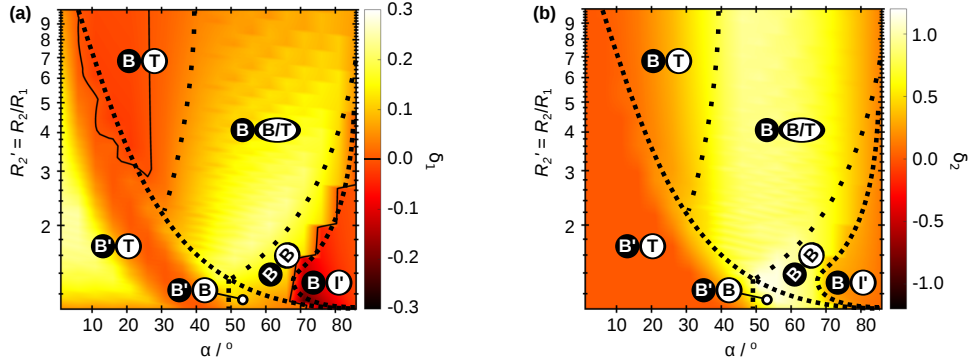 (a)
9
8
7
6
5
4
3
2
R₂' = R₂/R₁
10 20 30 40 50 60 70 80
α / °
B T
B B/T
B' T
B' B
B B
B I'
0.3
0.2
0.1
0.0
-0.1
-0.2
-0.3
g₁
(b)
9
8
7
6
5
4
3
2
R₂' = R₂/R₁
10 20 30 40 50 60 70 80
α / °
B T
B B/T
B' T
B' B
B B
B I'
1.0
0.5
0.0
-0.5
-1.0
g₂